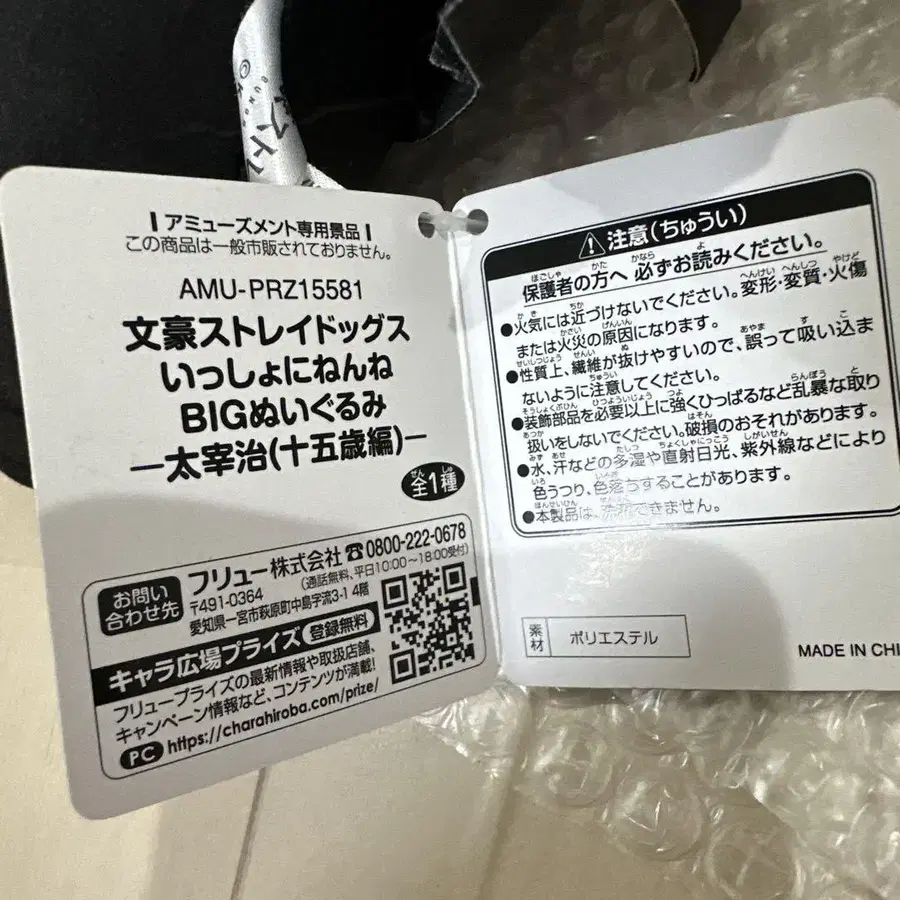 ストレ
| アミューズメント専用景品 |
この商品は一般市販されておりません。
AMU-PRZ15581
文豪ストレイドッグス
いっしょにねんね
BIGぬいぐるみ
―太宰治(十五歳編)―
全1種
お問い合わせ先
フリュー株式会社 ☎0800-222-0678
(通話無料、平日10:00～18:00受付)
〒491-0364
愛知県一宮市萩原町中島字流3-1 4階
キャラ広場プライズ 登録無料
フリュープライズの最新情報や取扱店舗、
キャンペーン情報など、コンテンツが満載!
PC https://charahiroba.com/prize/
⚠注意(ちゅうい)
保護者の方へ 必ずお読みください。
●火気には近づけないでください。変形・変質・火傷
または火災の原因になります。
●性質上、繊維が抜けやすいので、誤って吸い込ま
ないように注意してください。
●装飾部品を必要以上に強くひっぱるなど乱暴な取り
扱いをしないでください。破損のおそれがあります。
●水、汗などの多湿や直射日光、紫外線などにより
色うつり、色落ちすることがあります。
●本製品は、洗濯できません。
素材 ポリエステル
MADE IN CHI